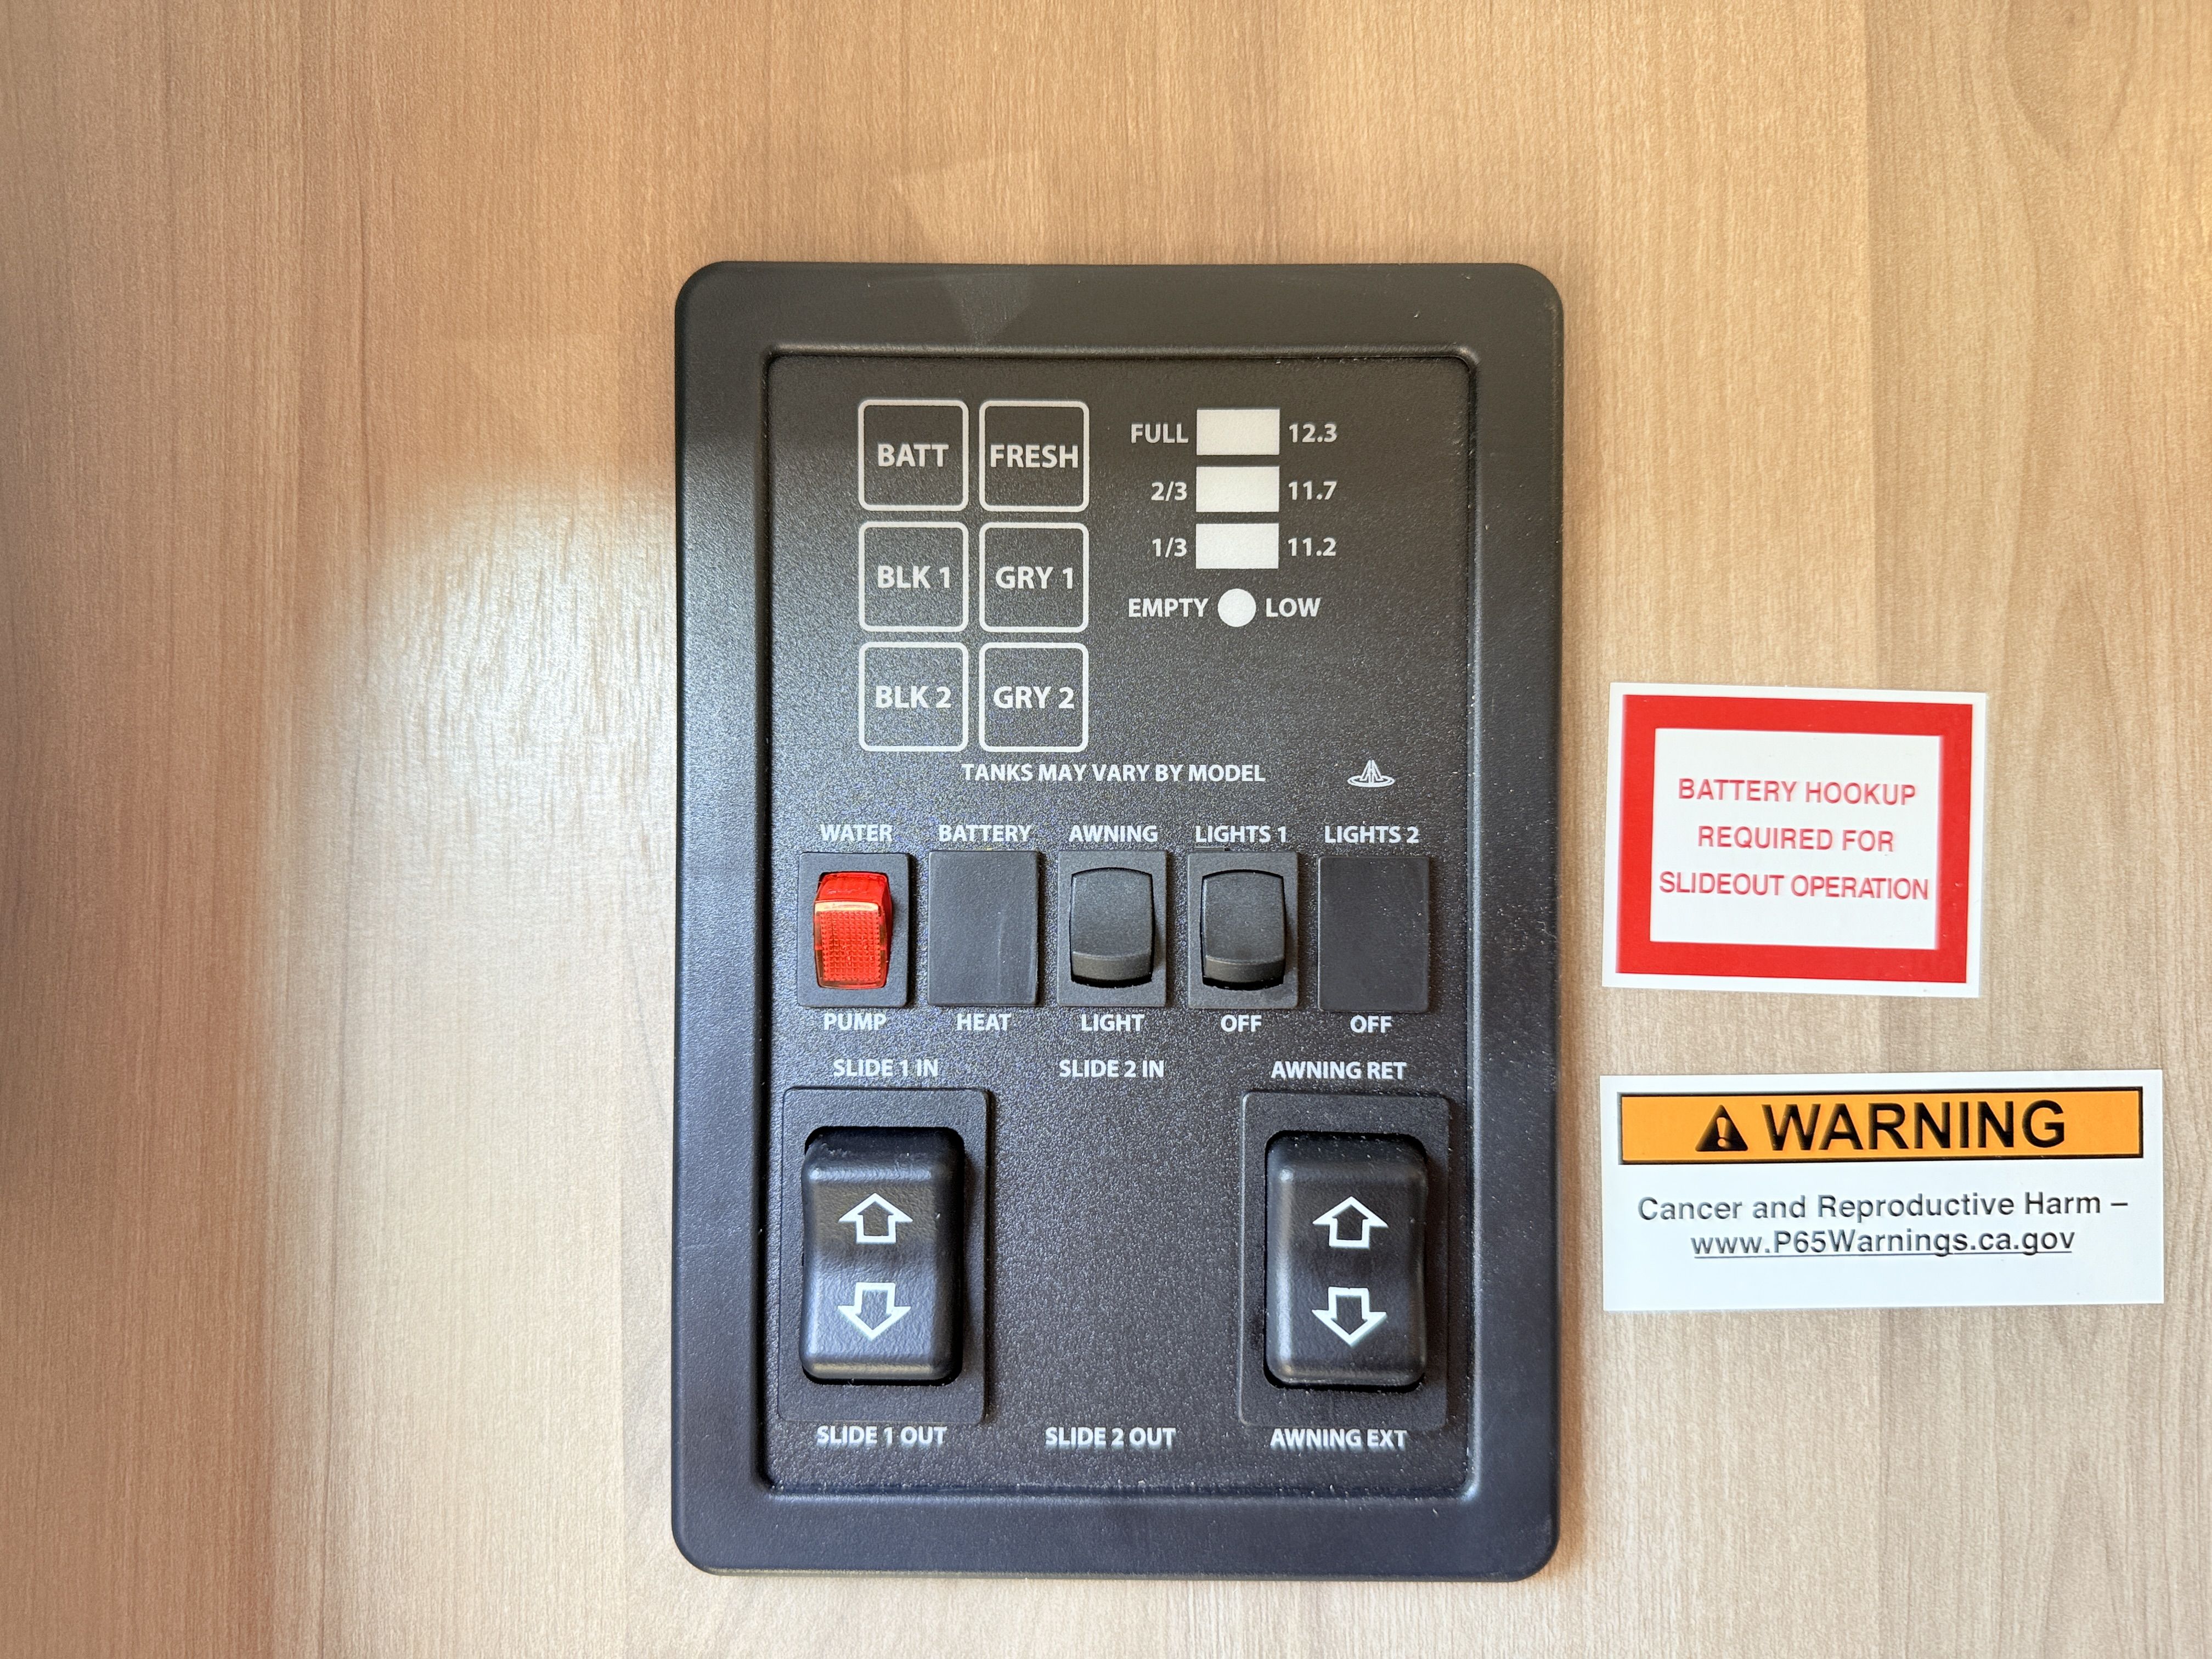 BATT FRESH
BLK 1 GRY 1
BLK 2 GRY 2
FULL 12.3
2/3 11.7
1/3 11.2
EMPTY LOW
TANKS MAY VARY BY MODEL
WATER BATTERY AWNING LIGHTS 1 LIGHTS 2
PUMP HEAT LIGHT OFF OFF
SLIDE 1 IN SLIDE 2 IN AWNING RET
SLIDE 1 OUT SLIDE 2 OUT AWNING EXT
BATTERY HOOKUP
REQUIRED FOR
SLIDEOUT OPERATION
WARNING
Cancer and Reproductive Harm –
www.P65Warnings.ca.gov